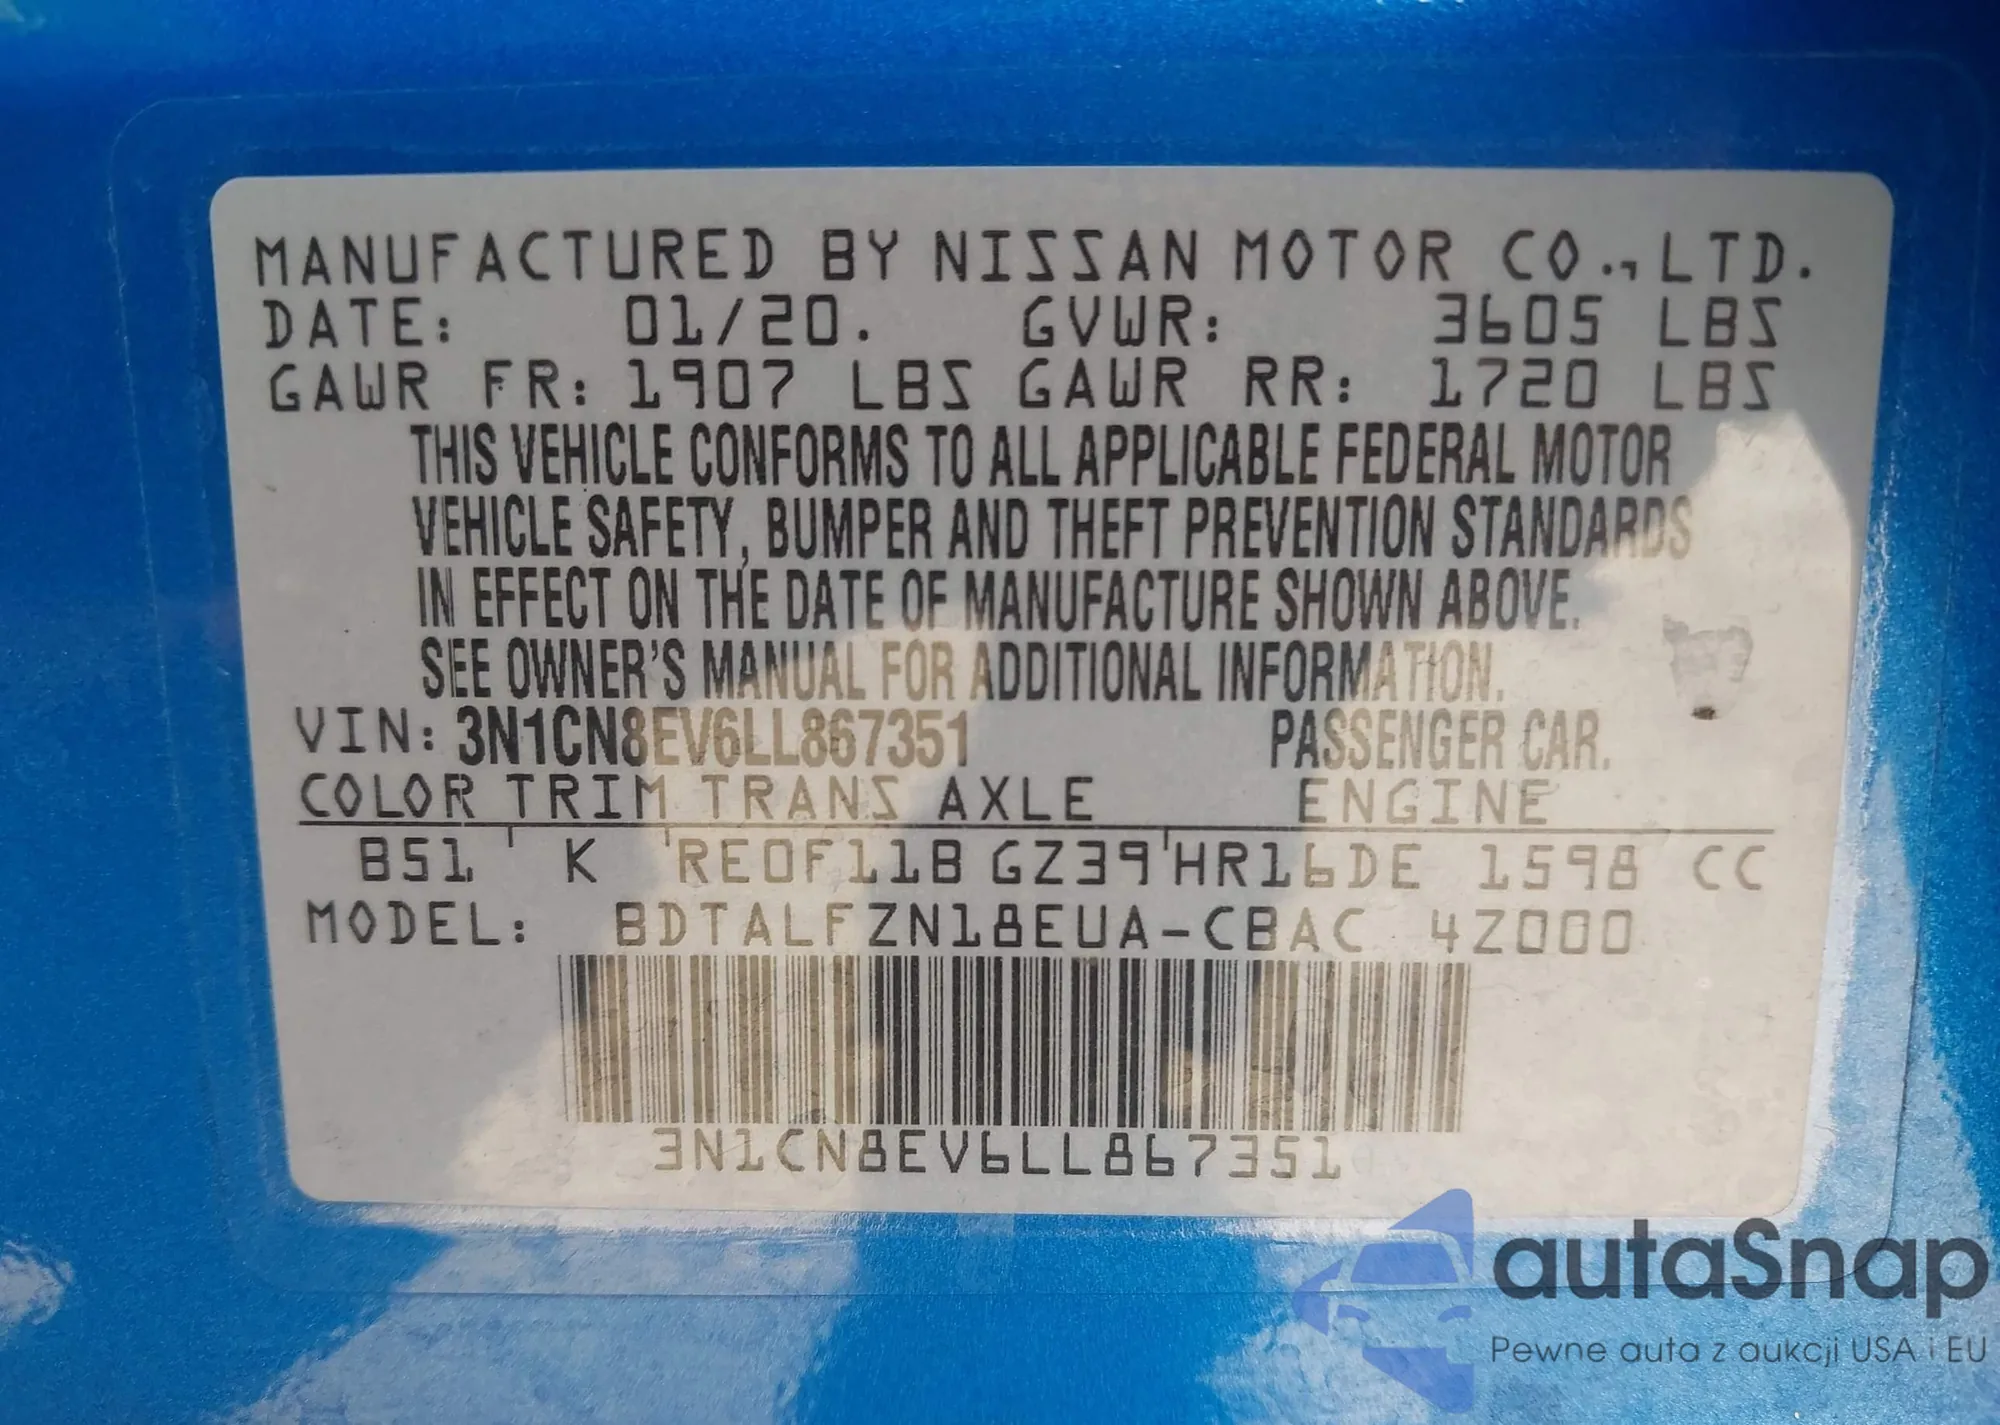 MANUFACTURED BY NISSAN MOTOR CO., LTD.
DATE: 01/20. GVWR: 3605 LBS
GAWR FR: 1907 LBS GAWR RR: 1720 LBS
THIS VEHICLE CONFORMS TO ALL APPLICABLE FEDERAL MOTOR
VEHICLE SAFETY, BUMPER AND THEFT PREVENTION STANDARDS
IN EFFECT ON THE DATE OF MANUFACTURE SHOWN ABOVE.
SEE OWNER'S MANUAL FOR ADDITIONAL INFORMATION.
VIN: 3N1CN8EV6LL867351 PASSENGER CAR.
COLOR TRIM TRANS AXLE ENGINE
B51 K RE0F11B GZ39 HR16DE 1598 CC
MODEL: BDTALFZN18EUA-CBAC 4Z000
3N1CN8EV6LL867351
autaSnap
Pewne auta z aukcji USA i EU